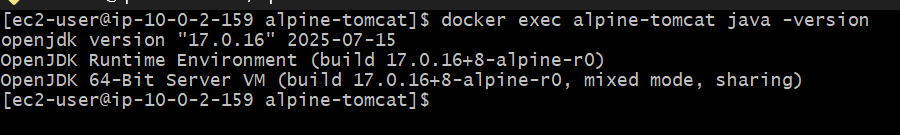 [ec2-user@ip-10-0-2-159 alpine-tomcat]$ docker exec alpine-tomcat java -version
openjdk version "17.0.16" 2025-07-15
OpenJDK Runtime Environment (build 17.0.16+8-alpine-r0)
OpenJDK 64-Bit Server VM (build 17.0.16+8-alpine-r0, mixed mode, sharing)
[ec2-user@ip-10-0-2-159 alpine-tomcat]$